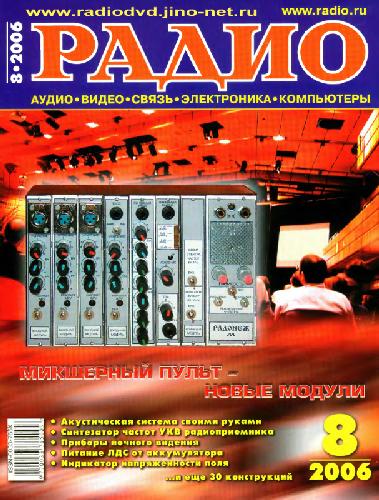 www.radiodvd.jino-net.ru
www.radio.ru
8•2006
РАДИО
АУДИО•ВИДЕО•СВЯЗЬ•ЭЛЕКТРОНИКА•КОМПЬЮТЕРЫ
РАДОНЕЖ
МИКШЕРНЫЙ ПУЛЬТ –
НОВЫЕ МОДУЛИ
• Акустическая система своими руками
• Синтезатор частот УКВ радиоприемника
• Приборы ночного видения
• Питание ЛДС от аккумулятора
• Индикатор напряженности поля
...и еще 30 конструкций
8
2006